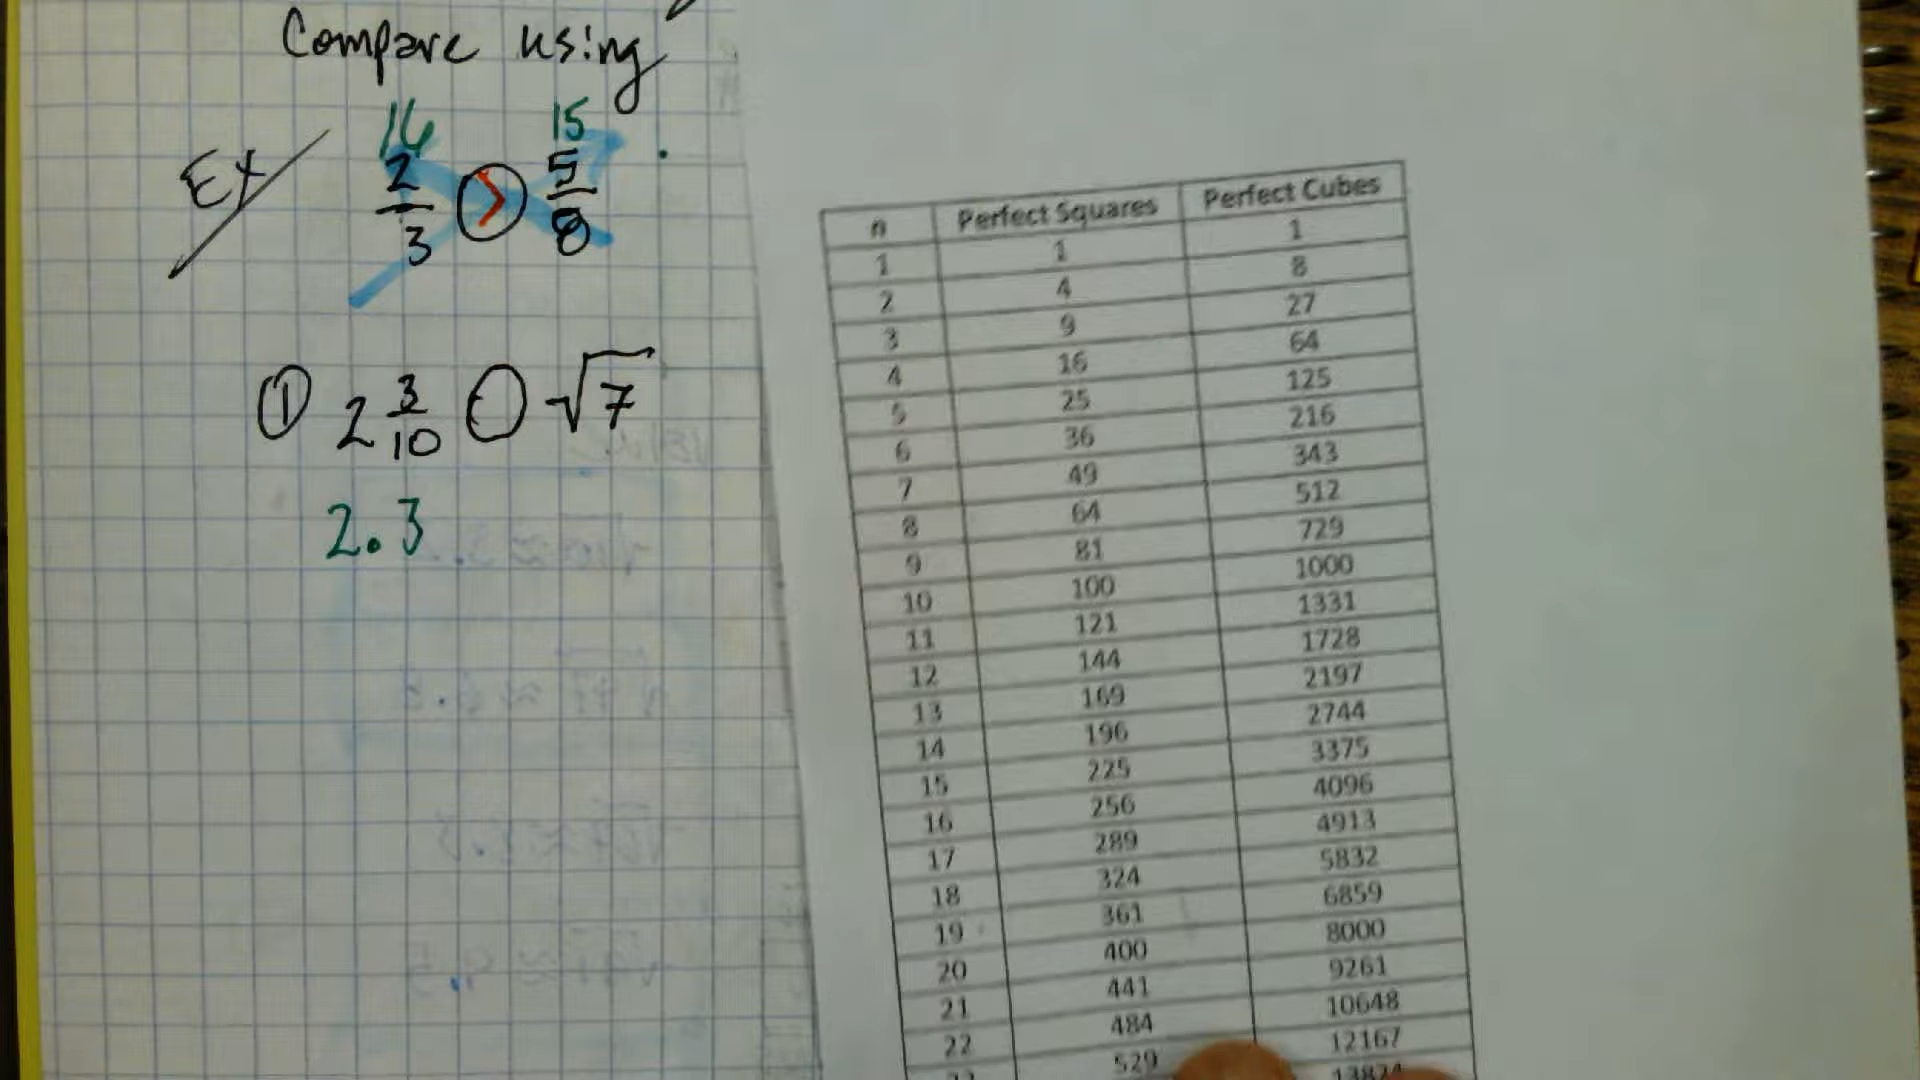 Compare using
16 15
Ex 2/3 > 5/8 .
① 2 3/10 ○ √7
2.3
n Perfect Squares Perfect Cubes
1 1 1
2 4 8
3 9 27
4 16 64
5 25 125
6 36 216
7 49 343
8 64 512
9 81 729
10 100 1000
11 121 1331
12 144 1728
13 169 2197
14 196 2744
15 225 3375
16 256 4096
17 289 4913
18 324 5832
19 361 6859
20 400 8000
21 441 9261
22 484 10648
529 12167